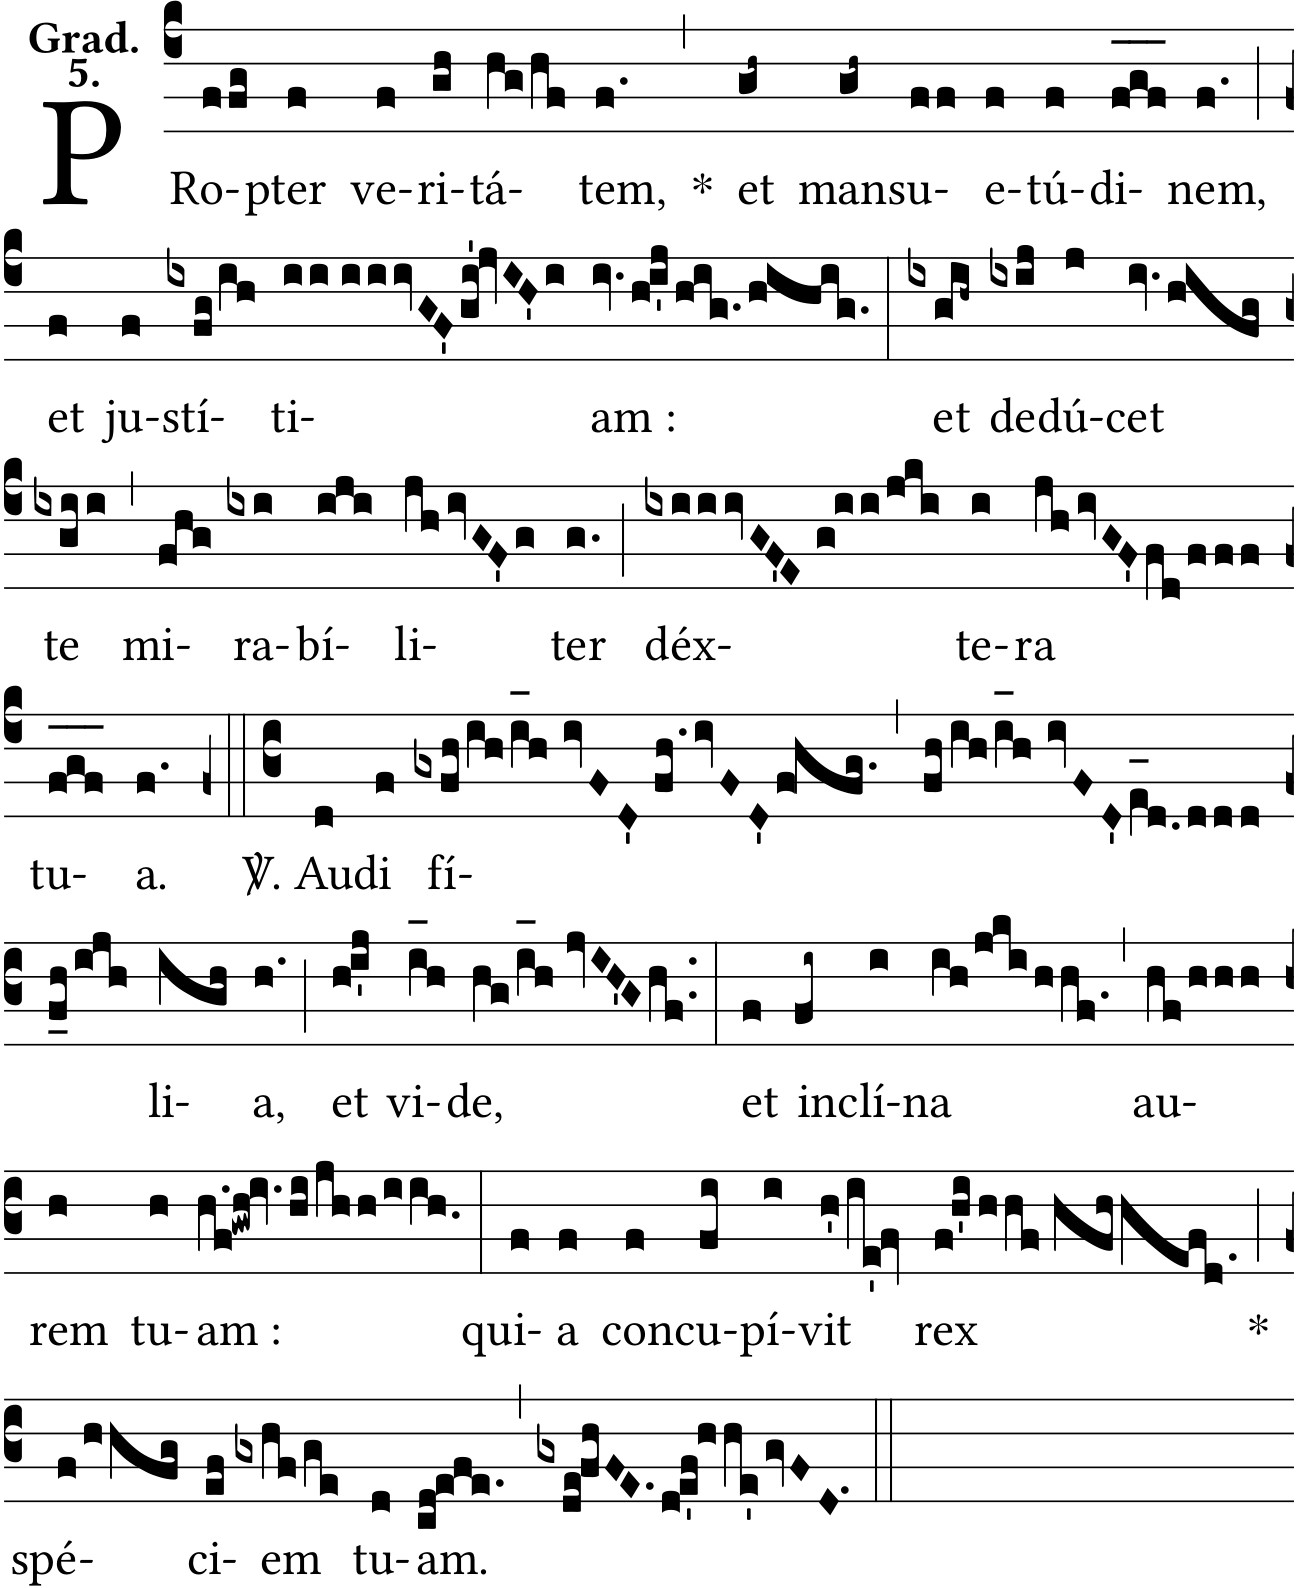 Grad.
5.
PRo-pter ve-ri-tá- tem, * et mansu- e-tú-di- nem,
et ju-stí- ti- am : et dedú-cet
te mi- ra-bí- li- ter déx- te-ra
tu- a. ℣. Audi fí-
li- a, et vi-de, et inclí-na au-
rem tu-am : qui- a concu-pí-vit rex *
spé- ci- em tu-am.